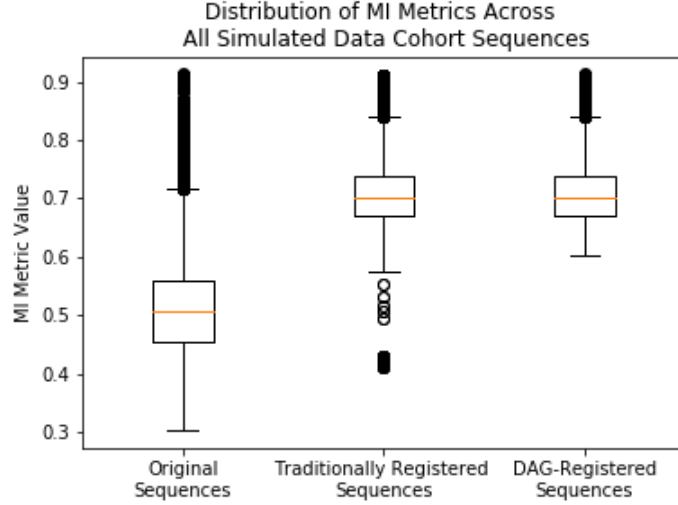 Distribution of MI Metrics Across
All Simulated Data Cohort Sequences
MI Metric Value
0.9
0.8
0.7
0.6
0.5
0.4
0.3
Original
Sequences
Traditionally Registered
Sequences
DAG-Registered
Sequences